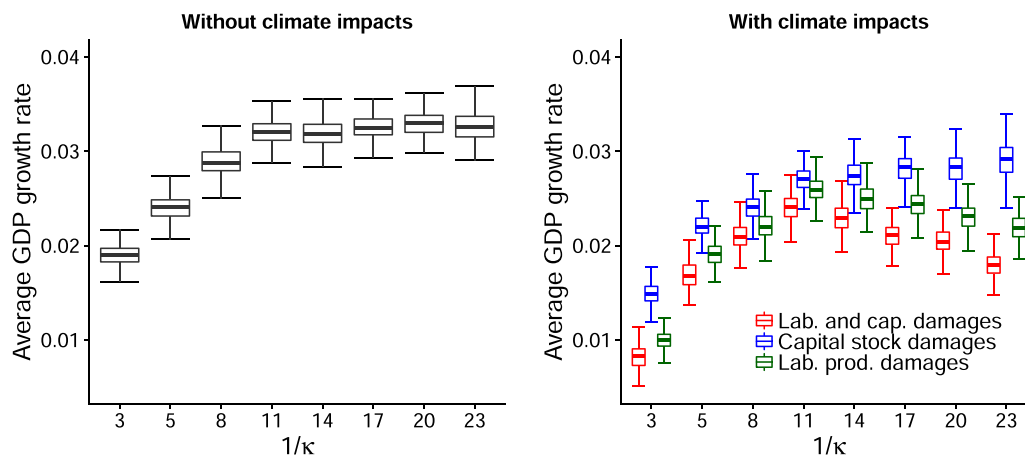 Without climate impacts
Average GDP growth rate
0.04
0.03
0.02
0.01
3 5 8 11 14 17 20 23
1/κ
With climate impacts
Average GDP growth rate
0.04
0.03
0.02
0.01
Lab. and cap. damages
Capital stock damages
Lab. prod. damages
3 5 8 11 14 17 20 23
1/κ